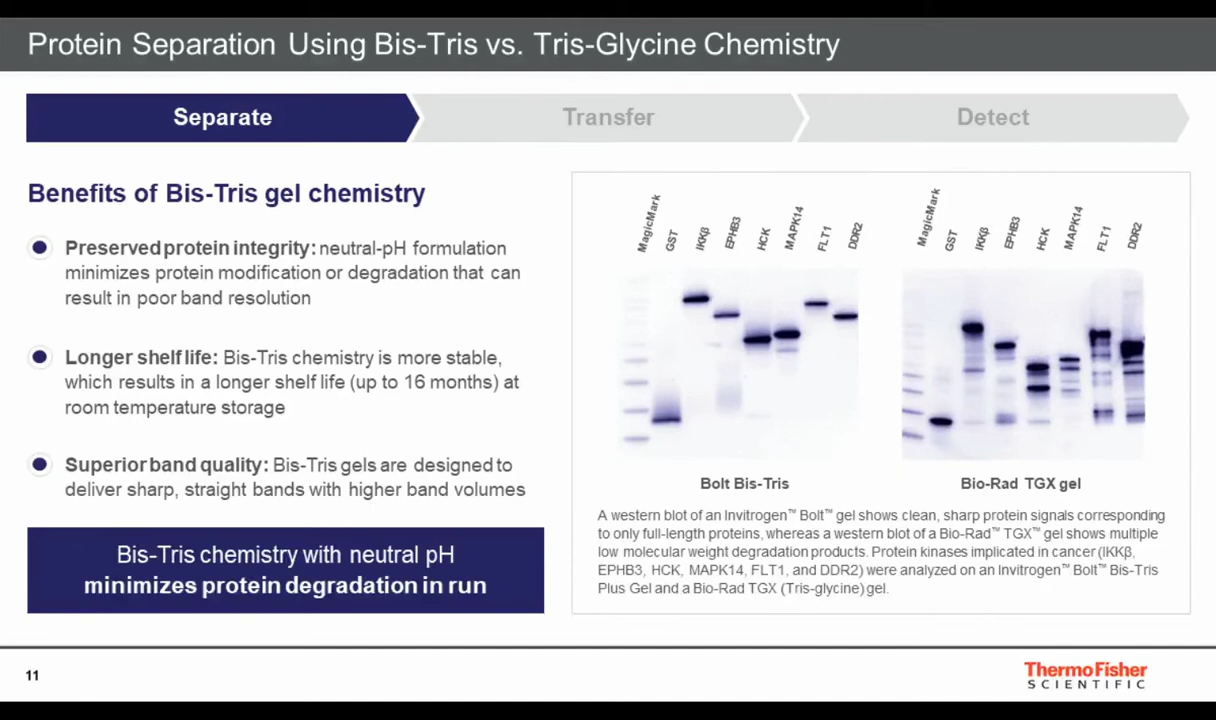 Protein Separation Using Bis-Tris vs. Tris-Glycine Chemistry
Separate
Transfer
Detect
Benefits of Bis-Tris gel chemistry
Preserved protein integrity: neutral-pH formulation
minimizes protein modification or degradation that can
result in poor band resolution
Longer shelf life: Bis-Tris chemistry is more stable,
which results in a longer shelf life (up to 16 months) at
room temperature storage
Superior band quality: Bis-Tris gels are designed to
deliver sharp, straight bands with higher band volumes
Bis-Tris chemistry with neutral pH
minimizes protein degradation in run
MagicMark
GST
IKKβ
EPHB3
HCK
MAPK14
FLT1
DDR2
MagicMark
GST
IKKβ
EPHB3
HCK
MAPK14
FLT1
DDR2
Bolt Bis-Tris
Bio-Rad TGX gel
A western blot of an Invitrogen™ Bolt™ gel shows clean, sharp protein signals corresponding
to only full-length proteins, whereas a western blot of a Bio-Rad™ TGX™ gel shows multiple
low molecular weight degradation products. Protein kinases implicated in cancer (IKKβ,
EPHB3, HCK, MAPK14, FLT1, and DDR2) were analyzed on an Invitrogen™ Bolt™ Bis-Tris
Plus Gel and a Bio-Rad TGX (Tris-glycine) gel.
11
ThermoFisher
SCIENTIFIC